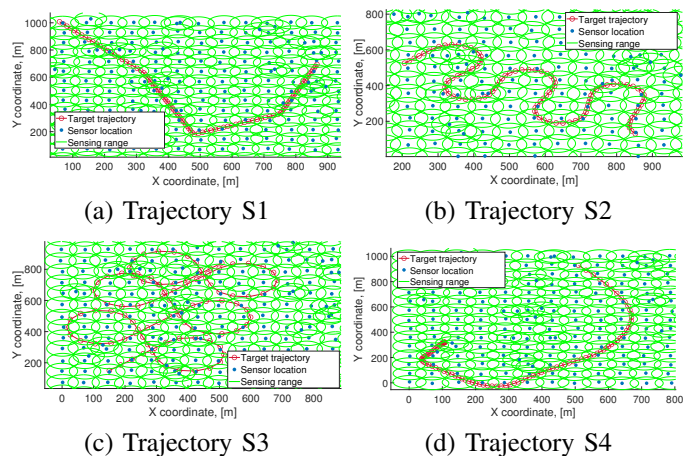 1000
800
600
400
200
Y coordinate, [m]
Target trajectory
Sensor location
Sensing range
100 200 300 400 500 600 700 800 900
X coordinate, [m]
(a) Trajectory S1
800
600
400
200
Y coordinate, [m]
Target trajectory
Sensor location
Sensing range
200 300 400 500 600 700 800 900
X coordinate, [m]
(b) Trajectory S2
800
600
400
200
Y coordinate, [m]
Target trajectory
Sensor location
Sensing range
0 100 200 300 400 500 600 700 800
X coordinate, [m]
(c) Trajectory S3
1000
800
600
400
200
0
Y coordinate, [m]
Target trajectory
Sensor location
Sensing range
0 100 200 300 400 500 600 700 800
X coordinate, [m]
(d) Trajectory S4